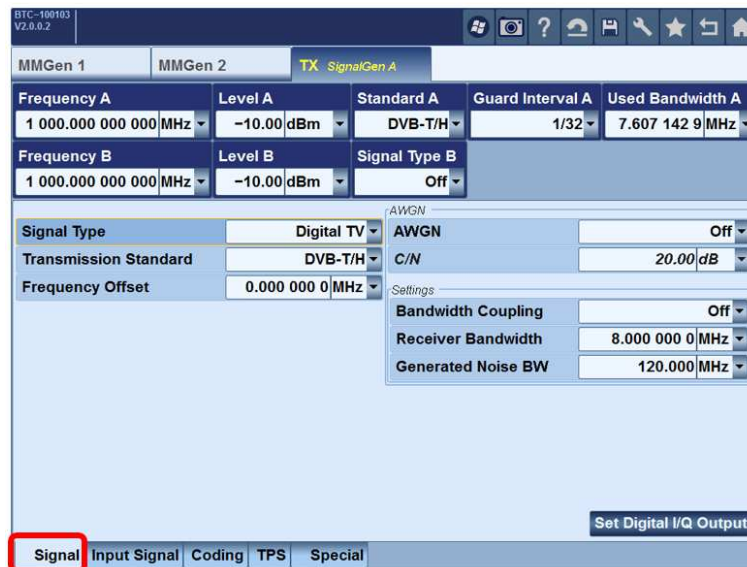 BTC-100103
V2.0.0.2
MMGen 1 MMGen 2 TX SignalGen A
Frequency A Level A Standard A Guard Interval A Used Bandwidth A
1 000.000 000 000 MHz -10.00 dBm DVB-T/H 1/32 7.607 142 9 MHz
Frequency B Level B Signal Type B
1 000.000 000 000 MHz -10.00 dBm Off
AWGN
Signal Type Digital TV AWGN Off
Transmission Standard DVB-T/H C/N 20.00 dB
Frequency Offset 0.000 000 0 MHz Settings
Bandwidth Coupling Off
Receiver Bandwidth 8.000 000 0 MHz
Generated Noise BW 120.000 MHz
Set Digital I/Q Output
Signal Input Signal Coding TPS Special